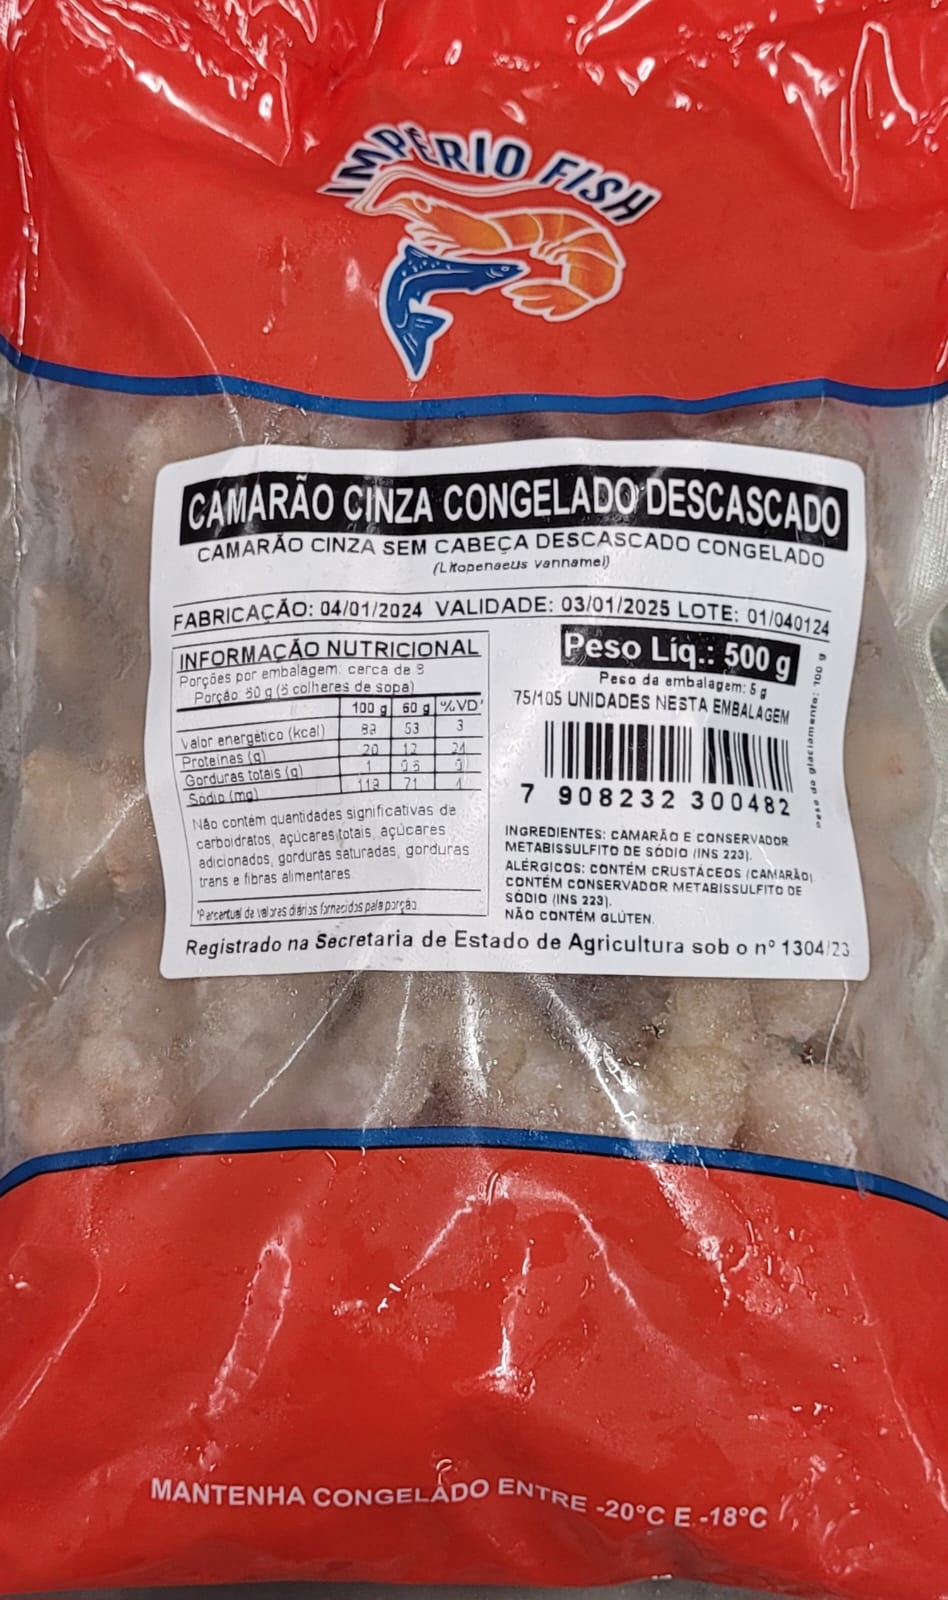 IMPÉRIO FISH
CAMARÃO CINZA CONGELADO DESCASCADO
CAMARÃO CINZA SEM CABEÇA DESCASCADO CONGELADO
(Litopenaeus vannamei)
FABRICAÇÃO: 04/01/2024 VALIDADE: 03/01/2025 LOTE: 01/040124
INFORMAÇÃO NUTRICIONAL
Porções por embalagem: cerca de 8
Porção 60 g (3 colheres de sopa)
100 g 60 g %VD*
Valor energético (kcal) 53 3
Proteínas (g) 20 12 24
Gorduras totais (g) 1
Sódio (mg) 71 4
Não contém quantidades significativas de
carboidratos, açúcares totais, açúcares
adicionados, gorduras saturadas, gorduras
trans e fibras alimentares
*Percentual de valores diários fornecidos pela porção
Peso Líq.: 500 g
Peso da embalagem: 5 g
75/105 UNIDADES NESTA EMBALAGEM
7 908232 300482
peso do glaciamento: 100 g
INGREDIENTES: CAMARÃO E CONSERVADOR
METABISSULFITO DE SÓDIO (INS 223).
ALÉRGICOS: CONTÉM CRUSTÁCEOS (CAMARÃO)
CONTÉM CONSERVADOR METABISSULFITO DE
SÓDIO (INS 223).
NÃO CONTÉM GLÚTEN.
Registrado na Secretaria de Estado de Agricultura sob o nº 1304/23
MANTENHA CONGELADO ENTRE -20°C E -18°C